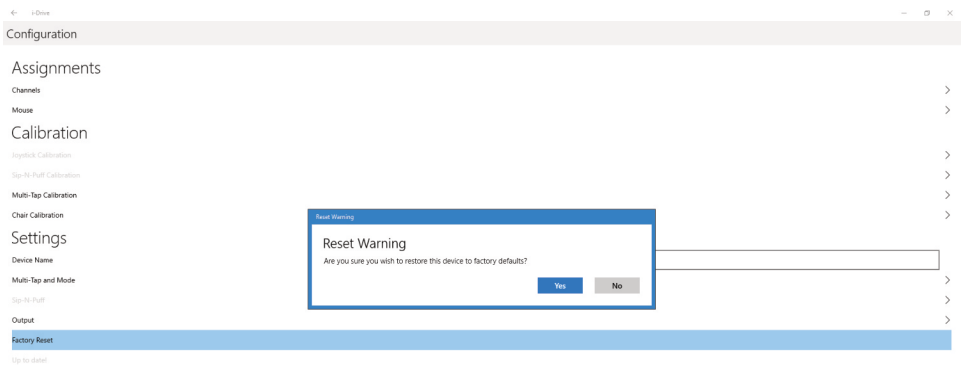 i-Drive
Configuration
Assignments
Channels
Mouse
Calibration
Joystick Calibration
Sip-N-Puff Calibration
Multi-Tap Calibration
Chair Calibration
Settings
Device Name
Multi-Tap and Mode
Sip-N-Puff
Output
Factory Reset
Up to date!
Reset Warning
Reset Warning
Are you sure you wish to restore this device to factory defaults?
Yes No